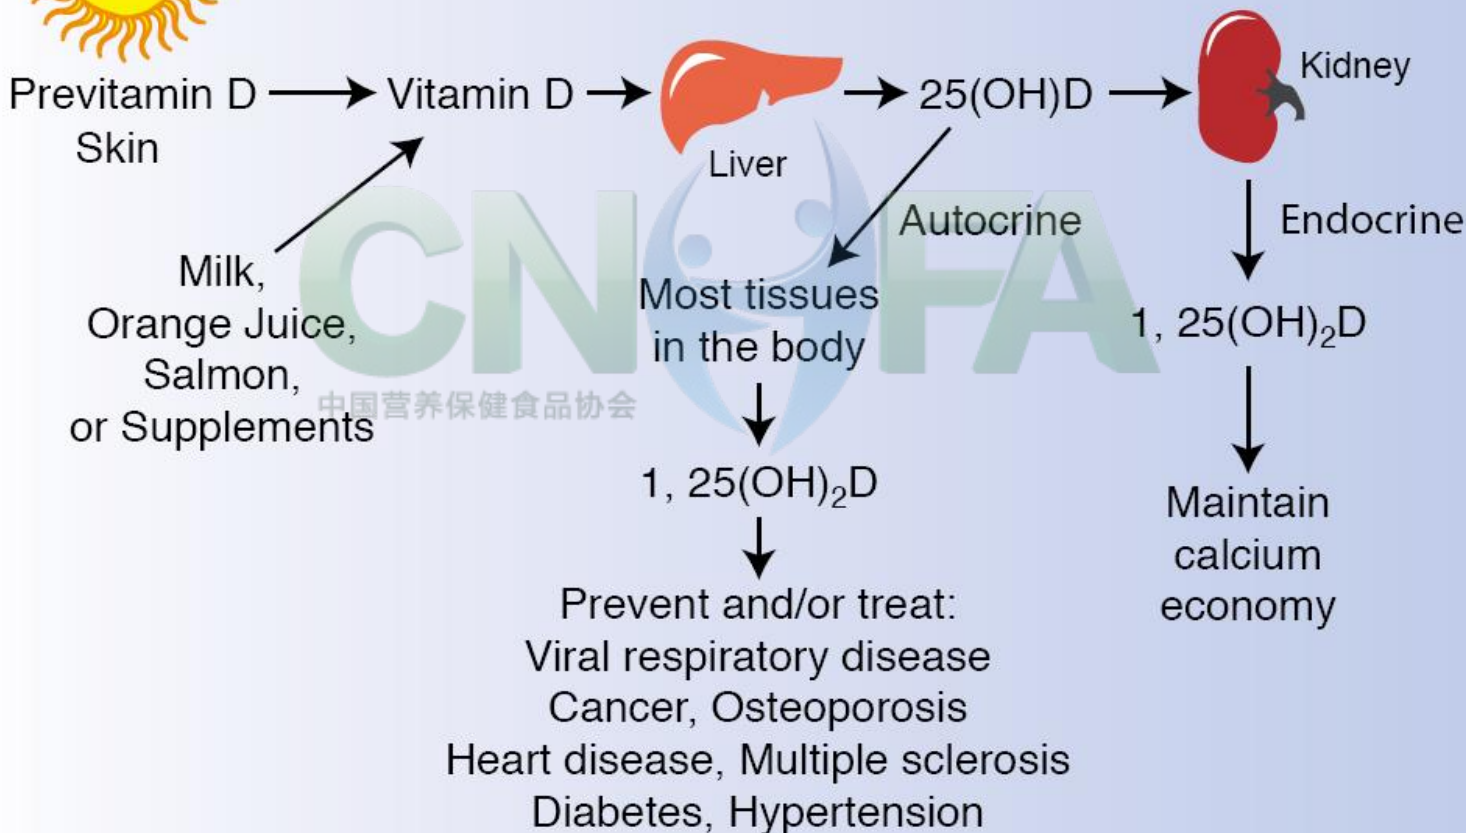 Previtamin D
Skin
Vitamin D
Liver
25(OH)D
Kidney
Milk,
Orange Juice,
Salmon,
or Supplements
Autocrine
Most tissues
in the body
1, 25(OH)₂D
Prevent and/or treat:
Viral respiratory disease
Cancer, Osteoporosis
Heart disease, Multiple sclerosis
Diabetes, Hypertension
Endocrine
1, 25(OH)₂D
Maintain
calcium
economy
CNHFA
中国营养保健食品协会